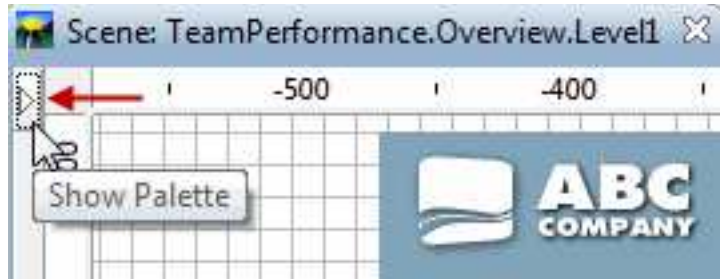 Scene: TeamPerformance.Overview.Level1
-500 -400
Show Palette
ABC
COMPANY